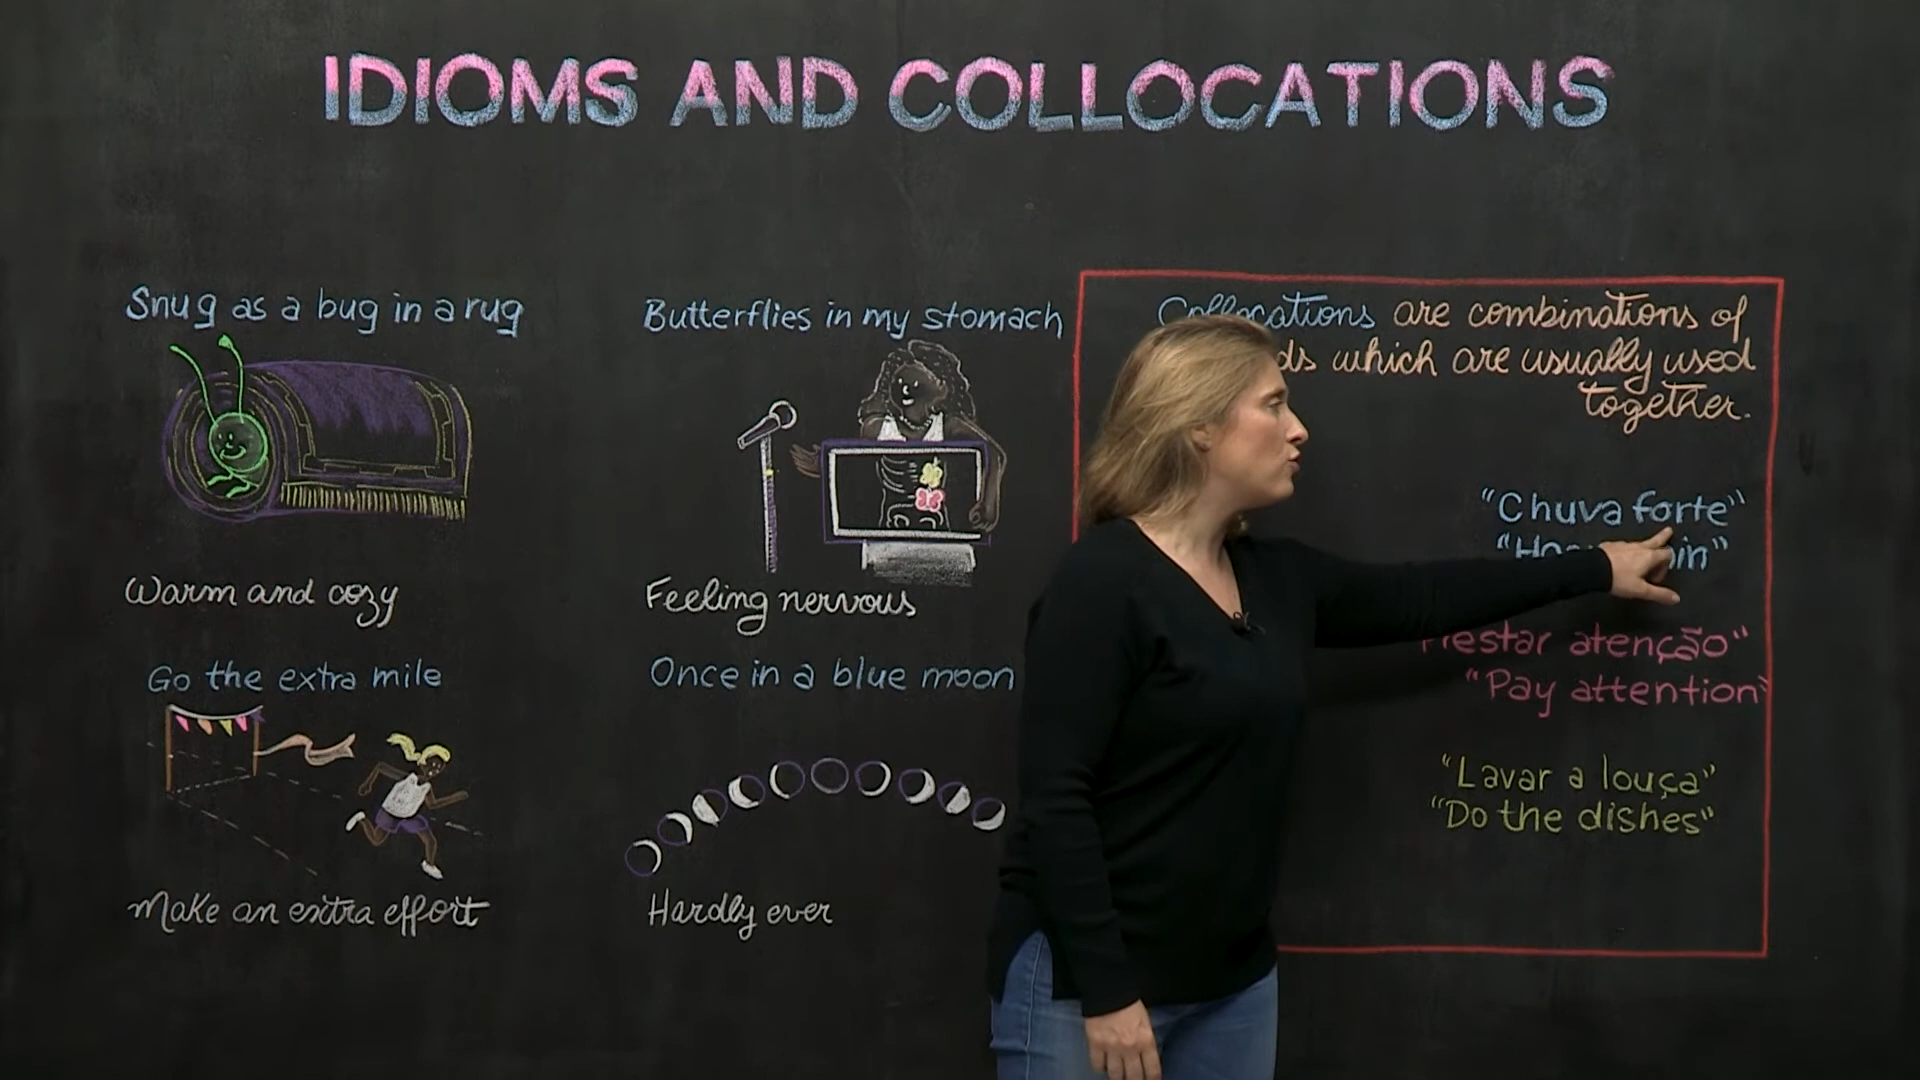 IDIOMS AND COLLOCATIONS
Snug as a bug in a rug
Warm and cozy
Butterflies in my stomach
Feeling nervous
Go the extra mile
Make an extra effort
Once in a blue moon
Hardly ever
Collocations are combinations of
which are usually used
together.
"Chuva forte"
Prestar atenção"
"Pay attention"
"Lavar a louça"
"Do the dishes"